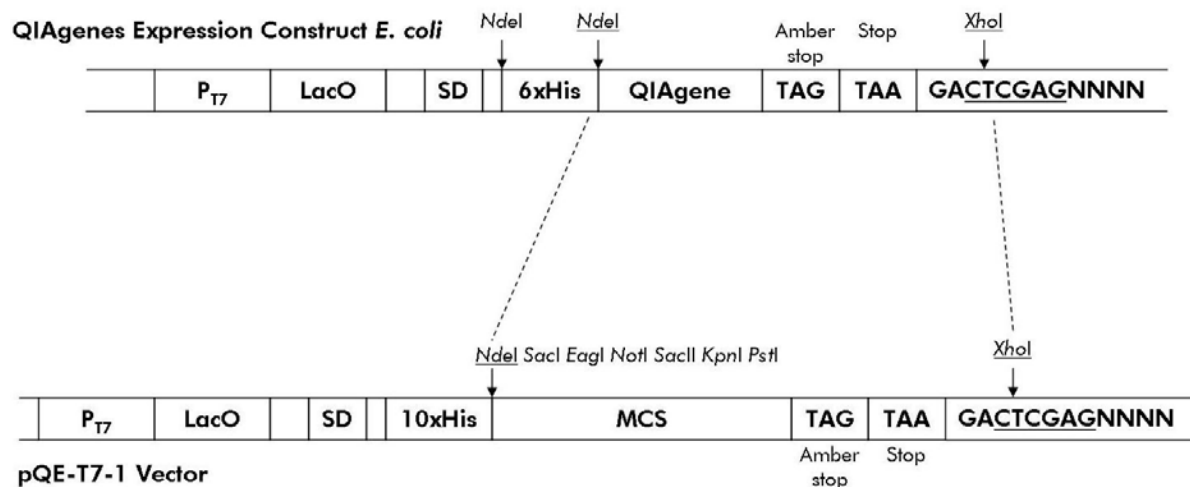 QIAgenes Expression Construct E. coli
NdeI NdeI Amber stop Stop XhoI
P_T7 LacO SD 6xHis QIAgene TAG TAA GACTCGAGNNNN
NdeI SacI EagI NotI SacII KpnI PstI XhoI
P_T7 LacO SD 10xHis MCS TAG TAA GACTCGAGNNNN
Amber stop Stop
pQE-T7-1 Vector